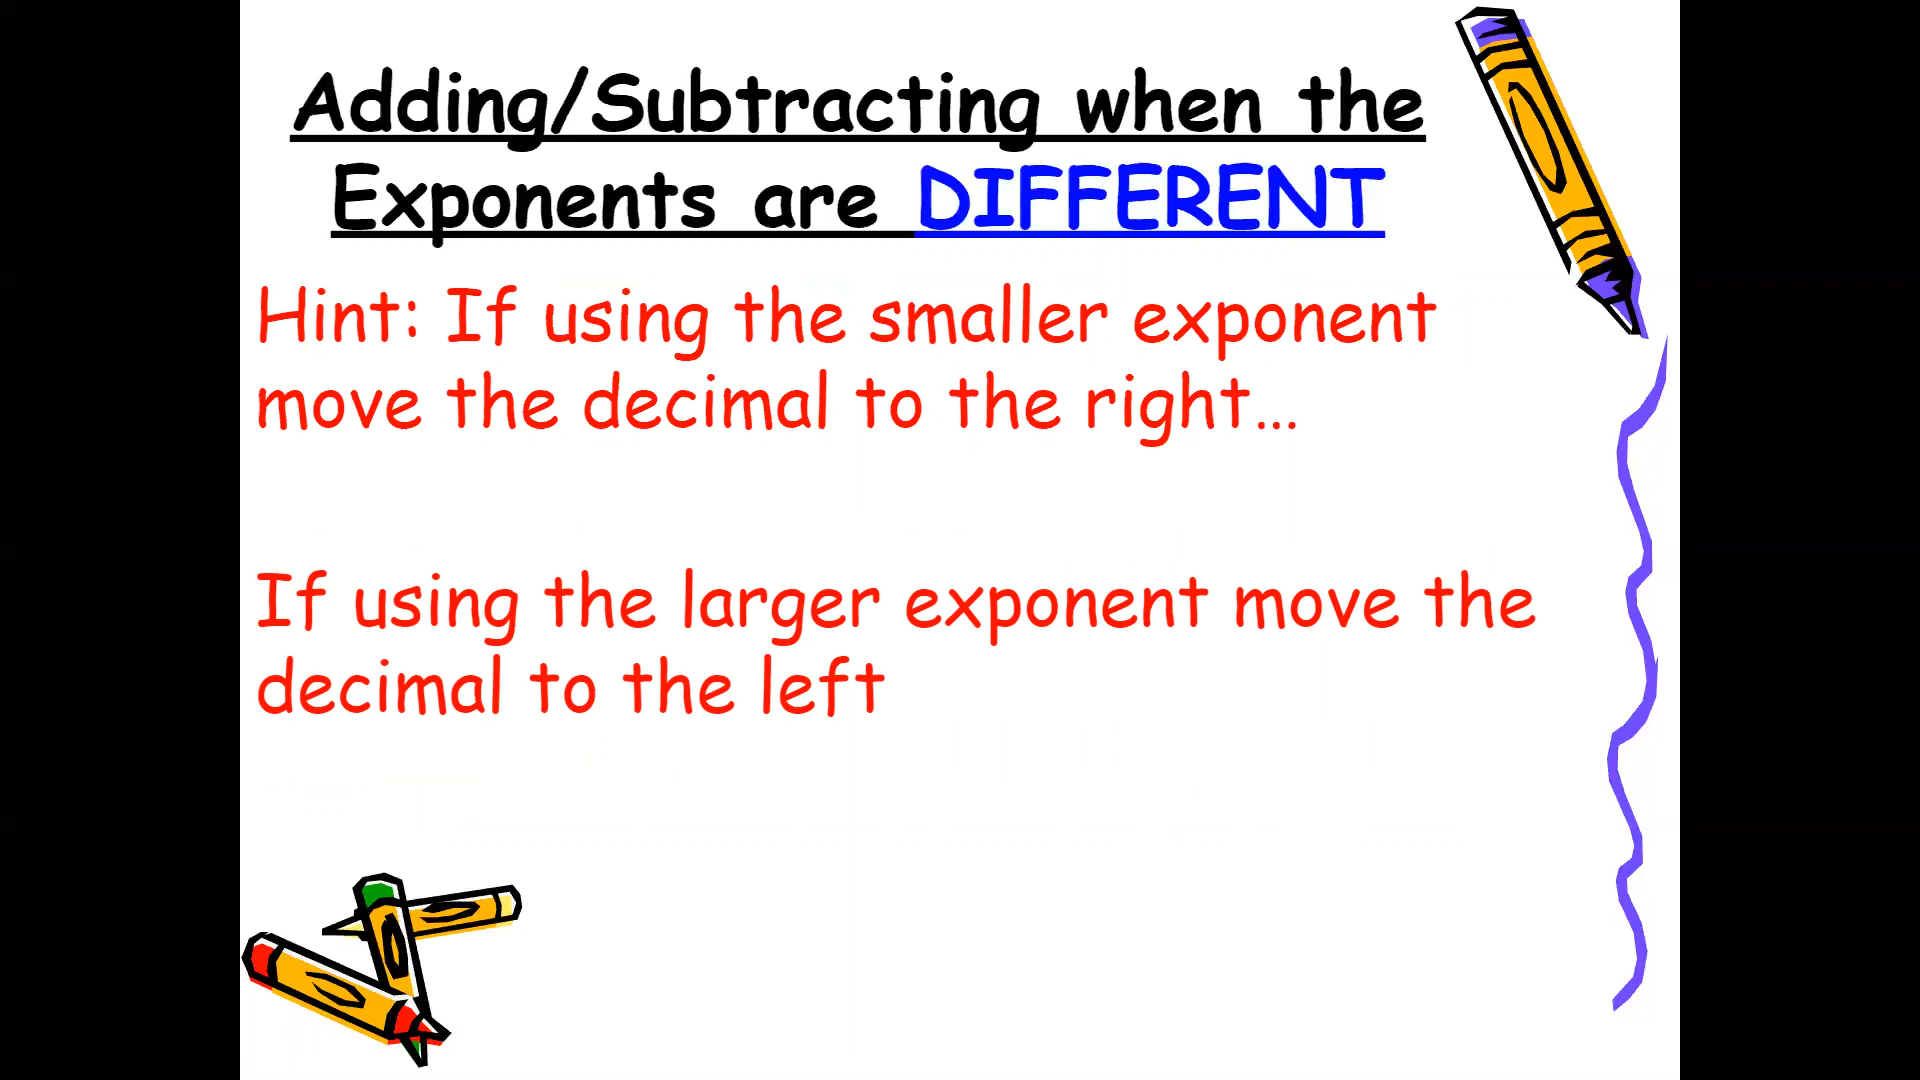 Adding/Subtracting when the
Exponents are DIFFERENT
Hint: If using the smaller exponent
move the decimal to the right...
If using the larger exponent move the
decimal to the left